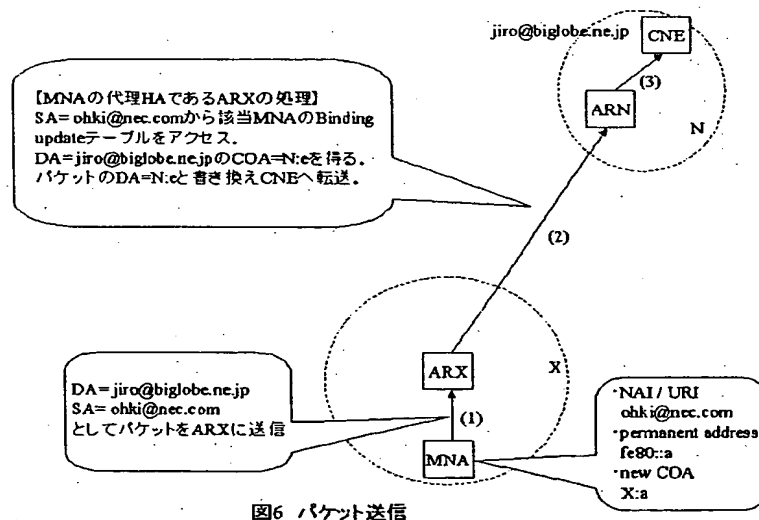 jiro@biglobe.ne.jp
CNE
(3)
ARN
N
【MNAの代理HAであるARXの処理】
SA=ohki@nec.comから該当MNAのBinding
updateテーブルをアクセス.
DA=jiro@biglobe.ne.jpのCOA=N:eを得る。
パケットのDA=N:eと書き換えCNEへ転送。
(2)
ARX
X
DA=jiro@biglobe.ne.jp
SA= ohki@nec.com
としてパケットをARXに送信
(1)
MNA
・NAI / URI
ohki@nec.com
・permanent address
fe80::a
・new COA
X:a
図6 パケット送信